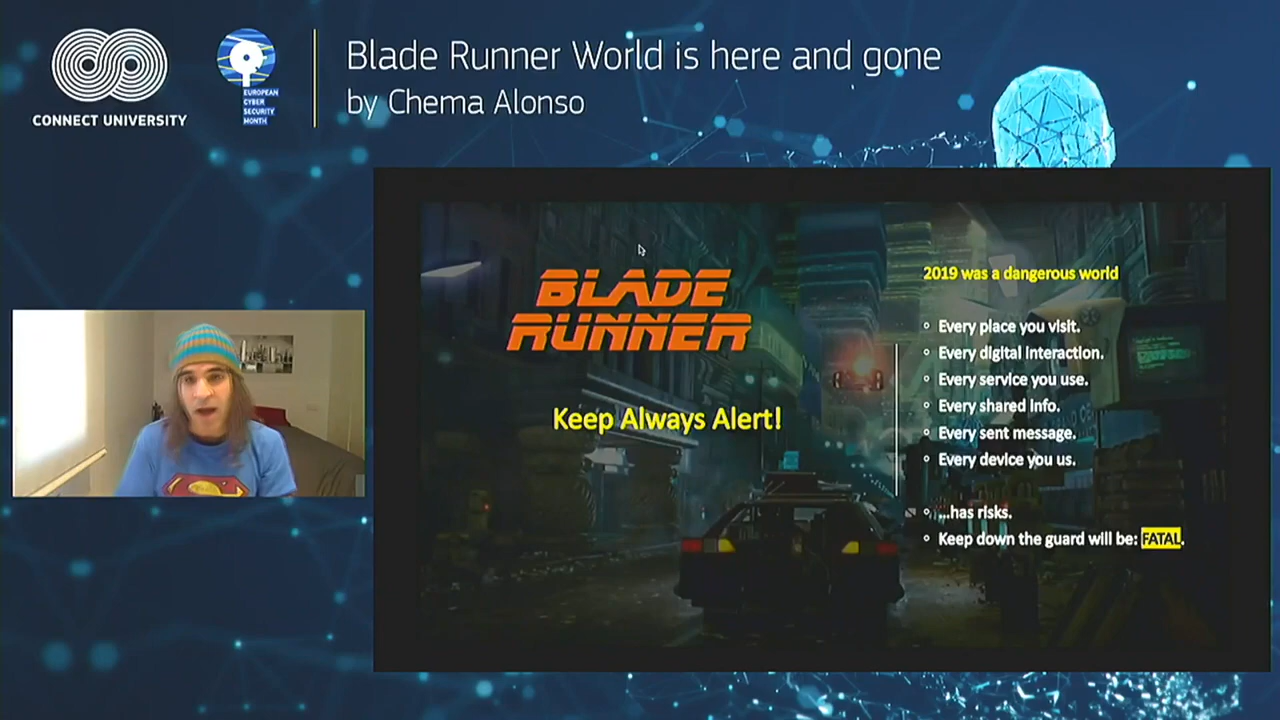 CONNECT UNIVERSITY
EUROPEAN
CYBER
SECURITY
MONTH
Blade Runner World is here and gone
by Chema Alonso
BLADE
RUNNER
Keep Always Alert!
2019 was a dangerous world
Every place you visit.
Every digital interaction.
Every service you use.
Every shared info.
Every sent message.
Every device you us.
...has risks.
Keep down the guard will be: FATAL.